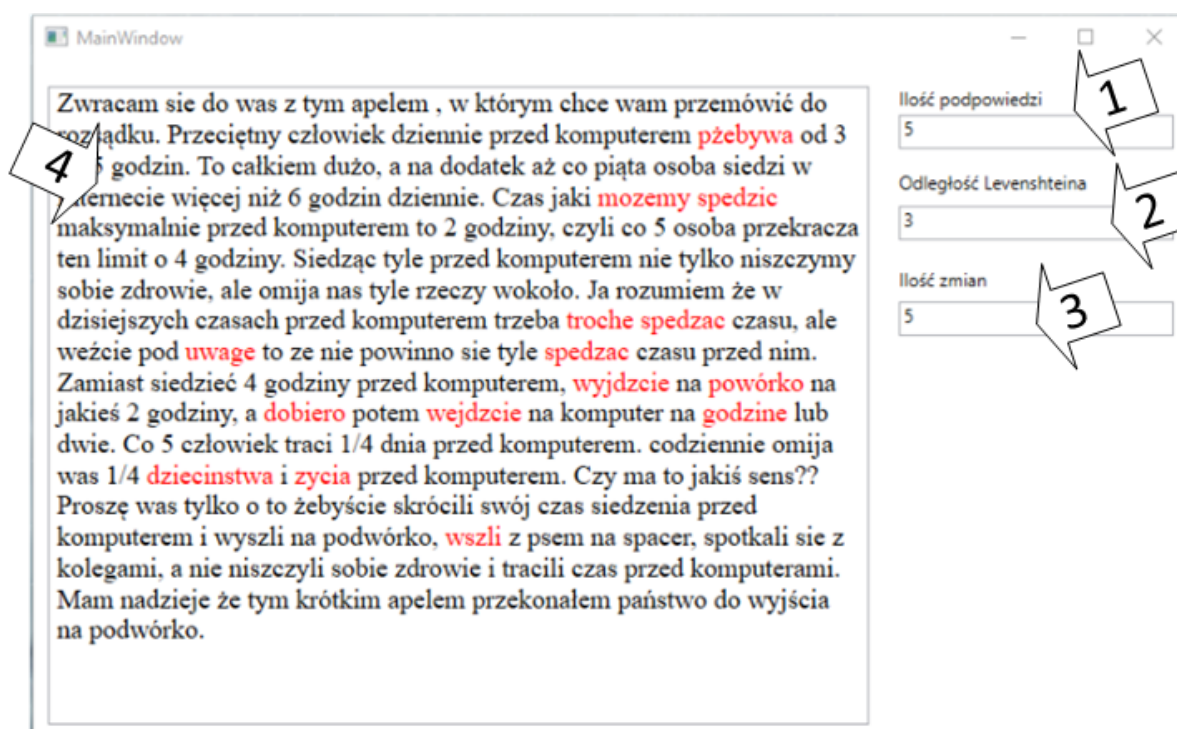 MainWindow
Zwracam sie do was z tym apelem , w którym chce wam przemówić do
Przeciętny człowiek dziennie przed komputerem pżebywa od 3
godzin. To całkiem dużo, a na dodatek aż co piąta osoba siedzi w
więcej niż 6 godzin dziennie. Czas jaki mozemy spedzic
maksymalnie przed komputerem to 2 godziny, czyli co 5 osoba przekracza
ten limit o 4 godziny. Siedząc tyle przed komputerem nie tylko niszczymy
sobie zdrowie, ale omija nas tyle rzeczy wokoło. Ja rozumiem że w
dzisiejszych czasach przed komputerem trzeba troche spedzac czasu, ale
weźcie pod uwage to ze nie powinno sie tyle spedzac czasu przed nim.
Zamiast siedzieć 4 godziny przed komputerem, wyjdzcie na powórko na
jakieś 2 godziny, a dobiero potem wejdzcie na komputer na godzine lub
dwie. Co 5 człowiek traci 1/4 dnia przed komputerem. codziennie omija
was 1/4 dziecinstwa i zycia przed komputerem. Czy ma to jakiś sens??
Proszę was tylko o to żebyście skrócili swój czas siedzenia przed
komputerem i wyszli na podwórko, wszli z psem na spacer, spotkali sie z
kolegami, a nie niszczyli sobie zdrowie i tracili czas przed komputerami.
Mam nadzieje że tym krótkim apelem przekonałem państwo do wyjścia
na podwórko.
4
Ilość podpowiedzi
5
1
Odległość Levenshteina
3
2
Ilość zmian
5
3